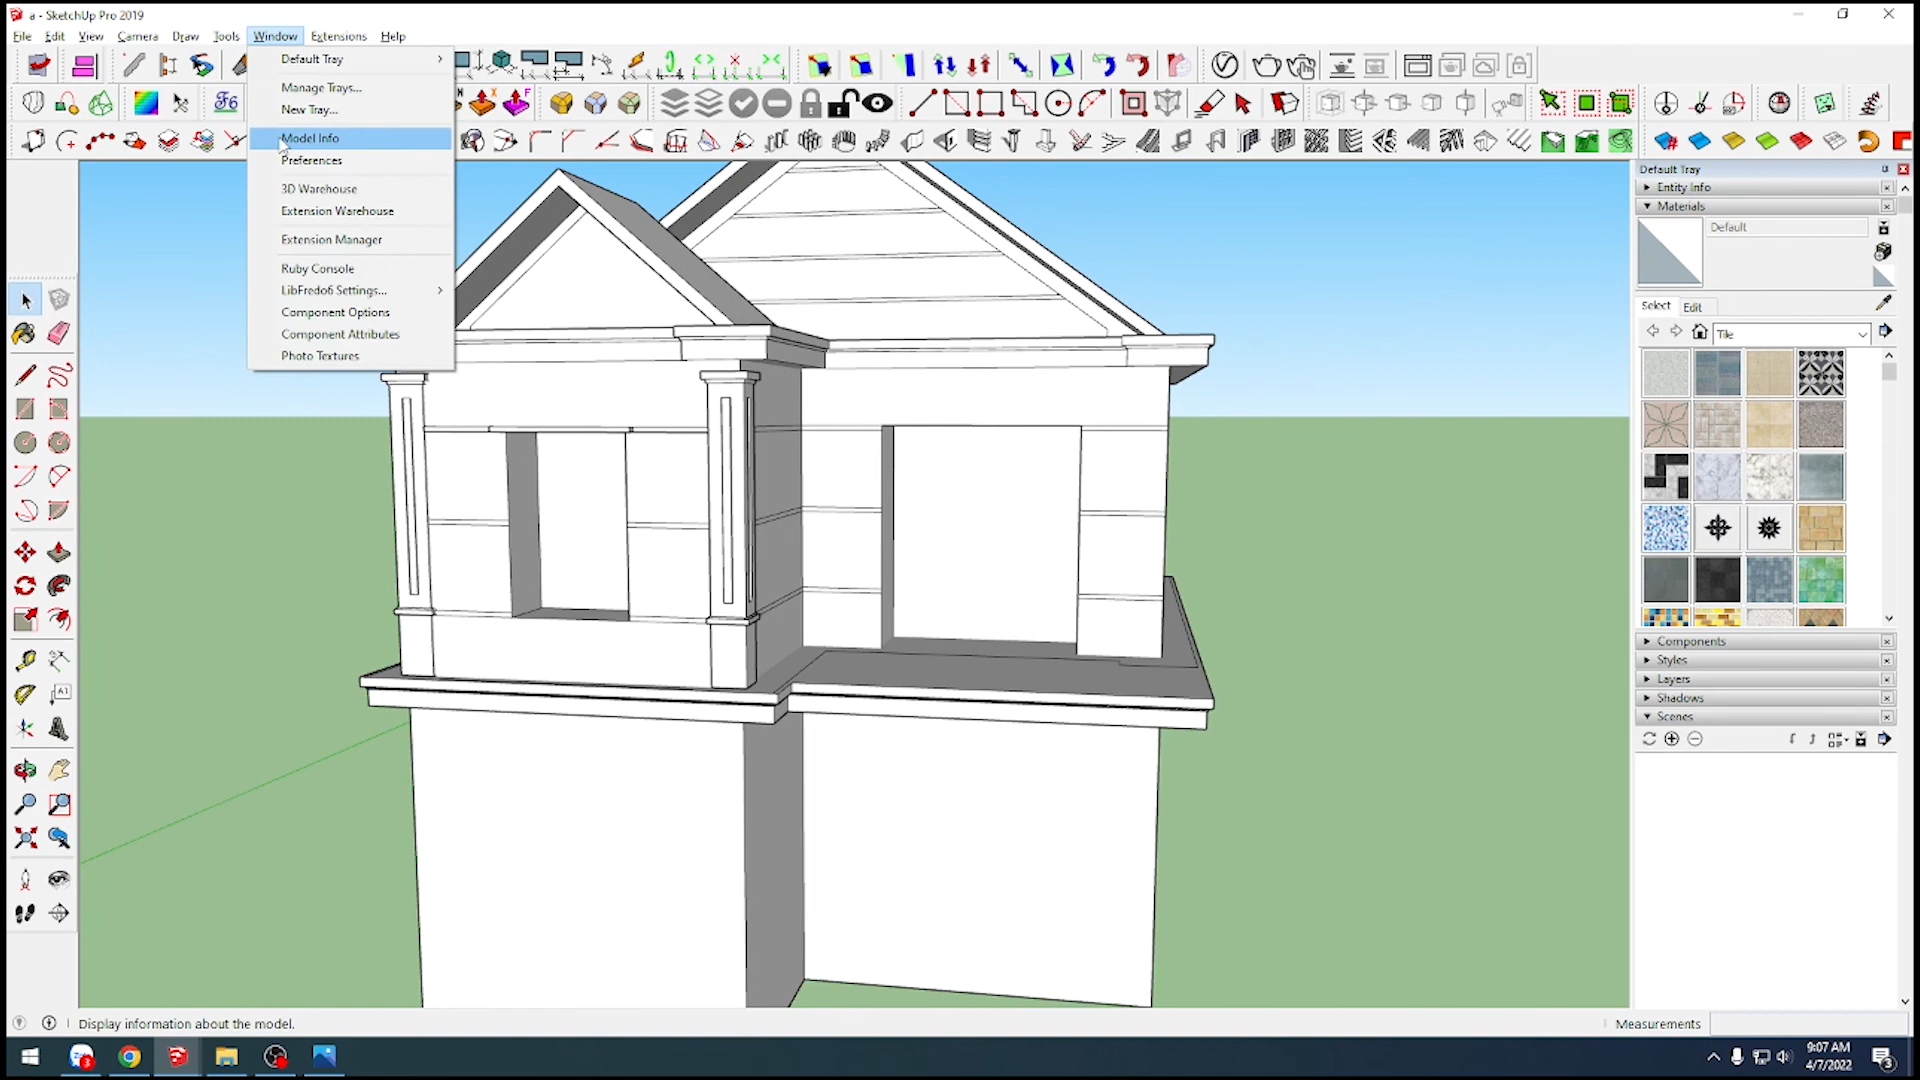 a - SketchUp Pro 2019
File Edit View Camera Draw Tools Window Extensions Help
Default Tray
Manage Trays...
New Tray...
Model Info
Preferences
3D Warehouse
Extension Warehouse
Extension Manager
Ruby Console
LibFredo6 Settings...
Component Options
Component Attributes
Photo Textures
Default Tray
Entity Info
Materials
Default
Select Edit
Tile
Components
Styles
Layers
Shadows
Scenes
Display information about the model.
Measurements
9:07 AM
4/7/2022